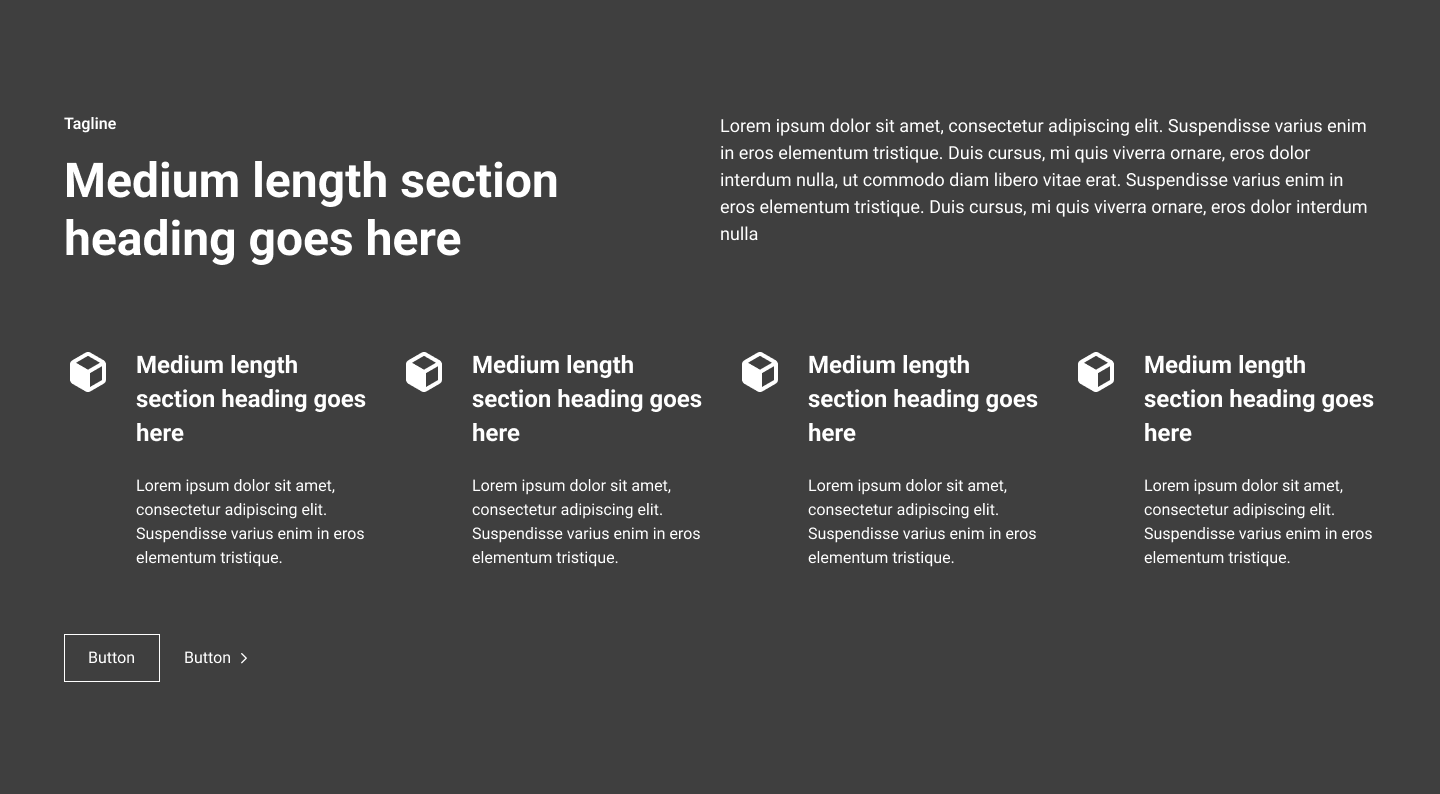 Tagline
Medium length section
heading goes here
Lorem ipsum dolor sit amet, consectetur adipiscing elit. Suspendisse varius enim
in eros elementum tristique. Duis cursus, mi quis viverra ornare, eros dolor
interdum nulla, ut commodo diam libero vitae erat. Suspendisse varius enim in
eros elementum tristique. Duis cursus, mi quis viverra ornare, eros dolor interdum
nulla
Medium length
section heading goes
here
Lorem ipsum dolor sit amet,
consectetur adipiscing elit.
Suspendisse varius enim in eros
elementum tristique.
Medium length
section heading goes
here
Lorem ipsum dolor sit amet,
consectetur adipiscing elit.
Suspendisse varius enim in eros
elementum tristique.
Medium length
section heading goes
here
Lorem ipsum dolor sit amet,
consectetur adipiscing elit.
Suspendisse varius enim in eros
elementum tristique.
Medium length
section heading goes
here
Lorem ipsum dolor sit amet,
consectetur adipiscing elit.
Suspendisse varius enim in eros
elementum tristique.
Button
Button